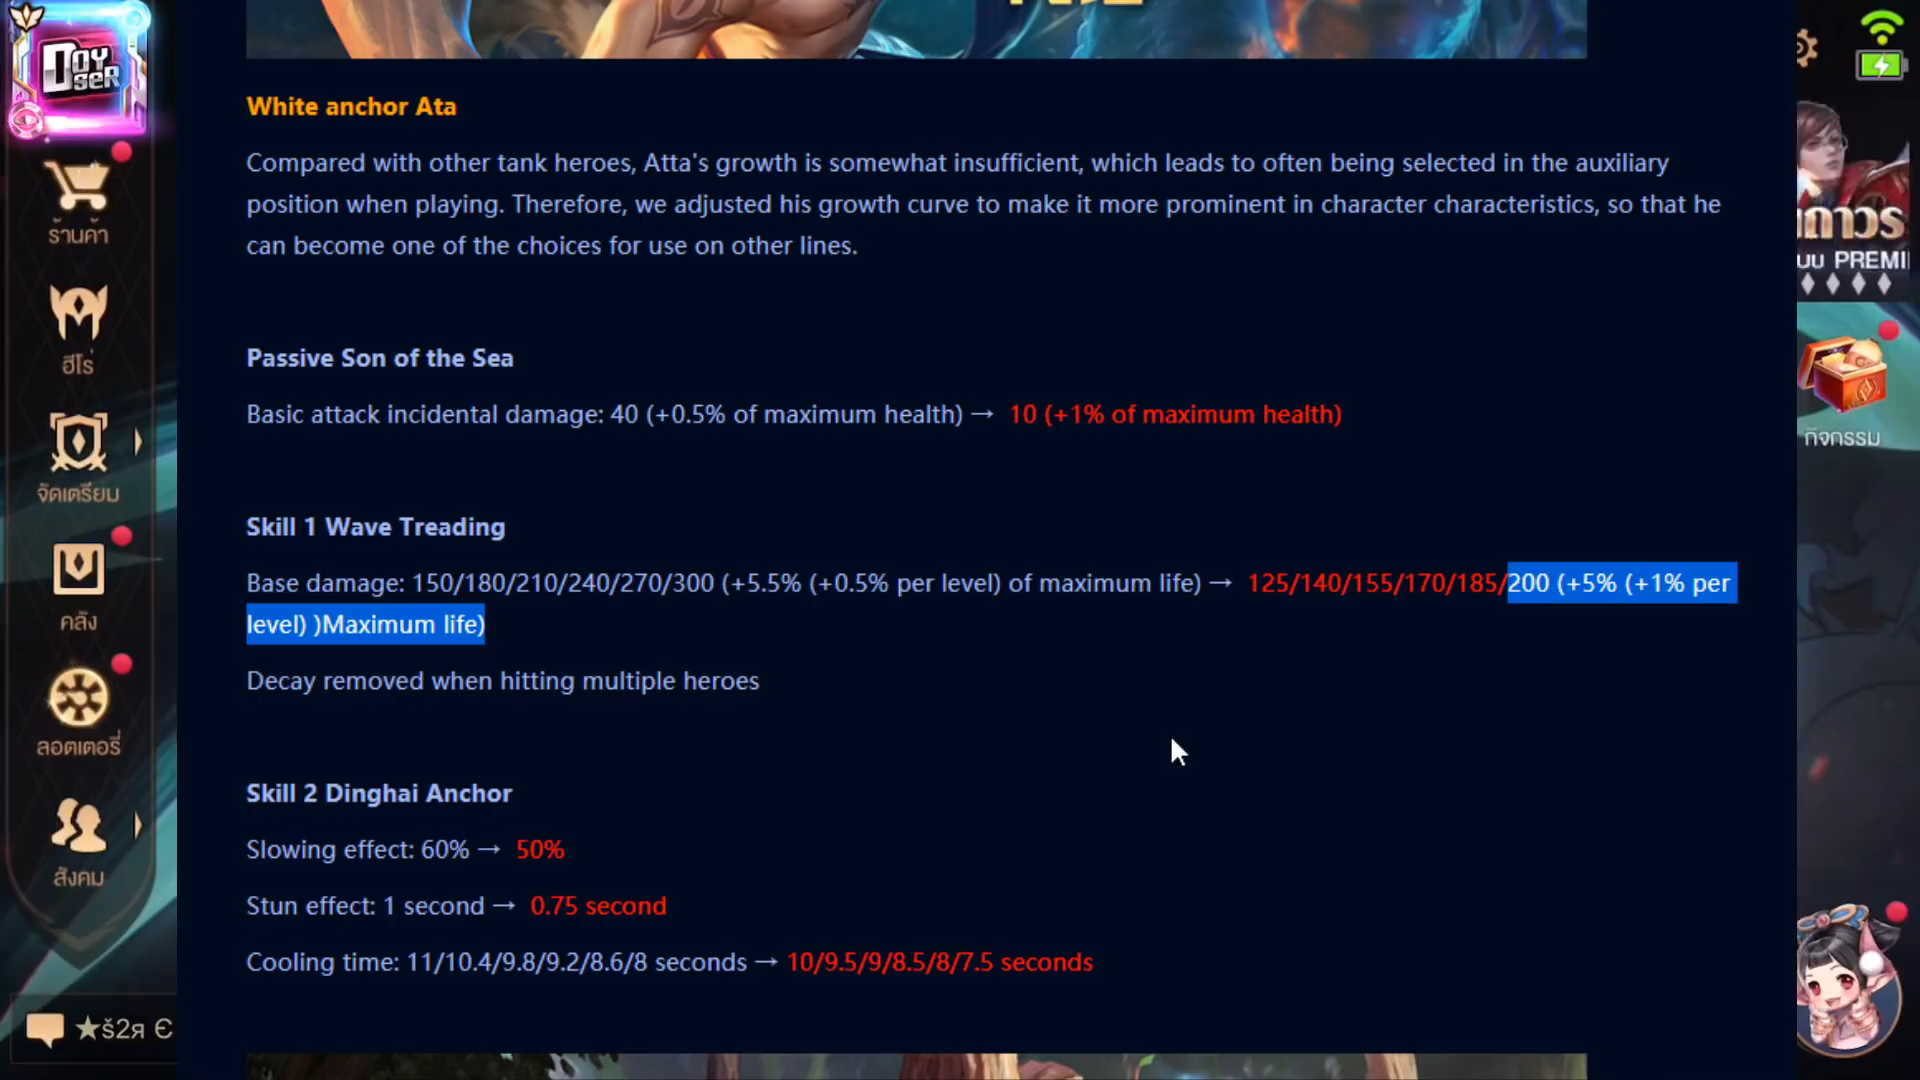 DOY
seR
White anchor Ata
Compared with other tank heroes, Atta's growth is somewhat insufficient, which leads to often being selected in the auxiliary
position when playing. Therefore, we adjusted his growth curve to make it more prominent in character characteristics, so that he
can become one of the choices for use on other lines.
Passive Son of the Sea
Basic attack incidental damage: 40 (+0.5% of maximum health) → 10 (+1% of maximum health)
Skill 1 Wave Treading
Base damage: 150/180/210/240/270/300 (+5.5% (+0.5% per level) of maximum life) → 125/140/155/170/185/200 (+5% (+1% per
level) )Maximum life)
Decay removed when hitting multiple heroes
Skill 2 Dinghai Anchor
Slowing effect: 60% → 50%
Stun effect: 1 second → 0.75 second
Cooling time: 11/10.4/9.8/9.2/8.6/8 seconds → 10/9.5/9/8.5/8/7.5 seconds
ร้านค้า
ฮีโร่
จัดเตรียม
คลัง
ลอตเตอรี่
สังคม
★š2я Є
ถาวร
บบ PREMI
กิจกรรม